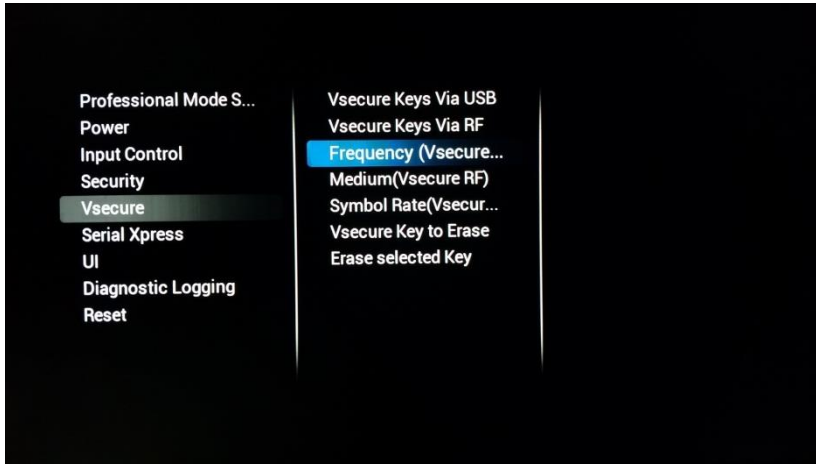 Professional Mode S...
Power
Input Control
Security
Vsecure
Serial Xpress
UI
Diagnostic Logging
Reset
Vsecure Keys Via USB
Vsecure Keys Via RF
Frequency (Vsecure...
Medium(Vsecure RF)
Symbol Rate(Vsecur...
Vsecure Key to Erase
Erase selected Key